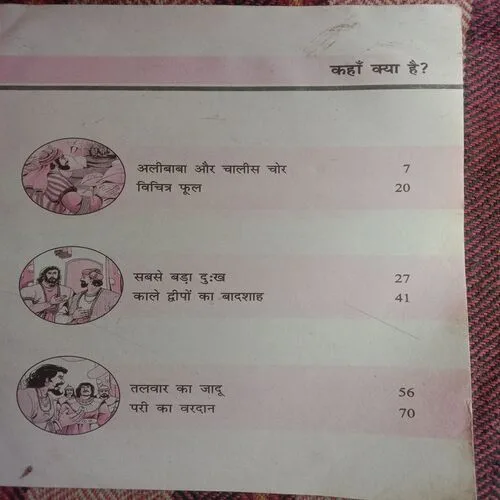 कहाँ क्या है?
अलीबाबा और चालीस चोर 7
विचित्र फूल 20
सबसे बड़ा दुःख 27
काले द्वीपों का बादशाह 41
तलवार का जादू 56
परी का वरदान 70